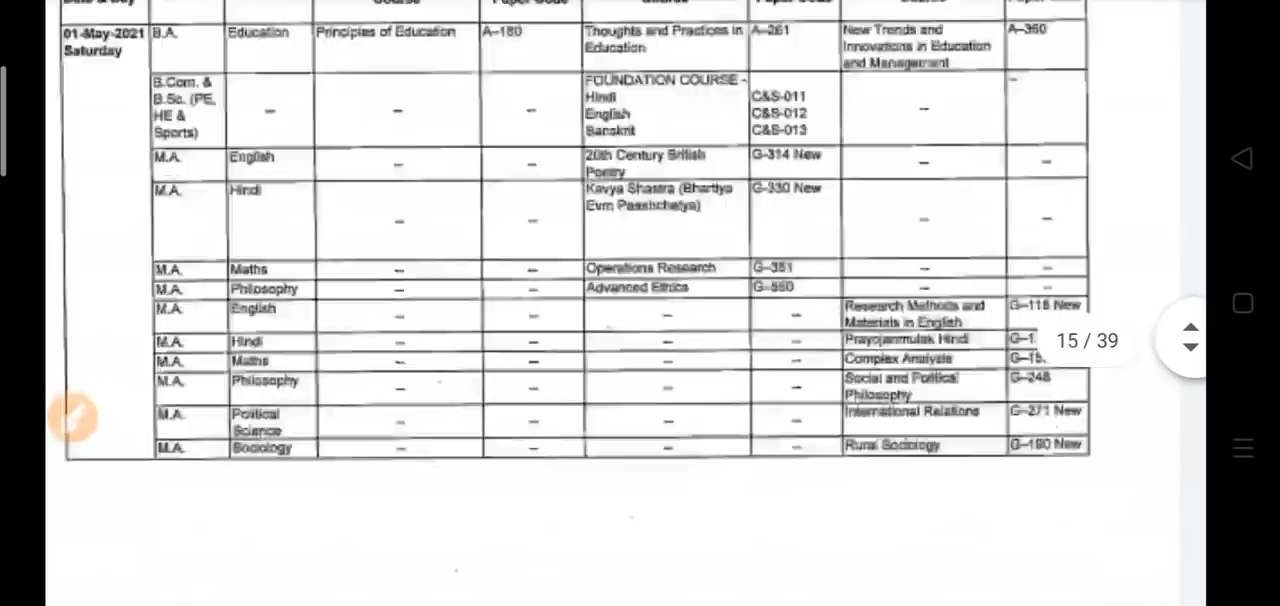 01-May-2021 B.A. Education Principles of Education A-180 Thoughts and Practices in A-261 New Trends and A-360
Saturday Education Innovations in Education
and Management
B.Com. & FOUNDATION COURSE - –
B.Sc. (PE, – – – Hindi C&S-011 –
HE & English C&S-012
Sports) Sanskrit C&S-013
M.A. English – – 20th Century British G-314 New – –
Poetry
M.A. Hindi – – Kavya Shastra (Bhartiya G-330 New – –
Evm Passhchatya)
M.A. Maths – – Operations Research G-351 – –
M.A. Philosophy – – Advanced Ethics G-550 – –
M.A. English – – – – Research Methods and G-118 New
Materials in English
M.A. Hindi – – – – Prayojanmulak Hindi G-1
15 / 39
M.A. Maths – – – – Complex Analysis G-15
M.A. Philosophy – – – – Social and Political G-248
Philosophy
M.A. Political – – – – International Relations G-271 New
Science
M.A. Sociology – – – – Rural Sociology G-190 New